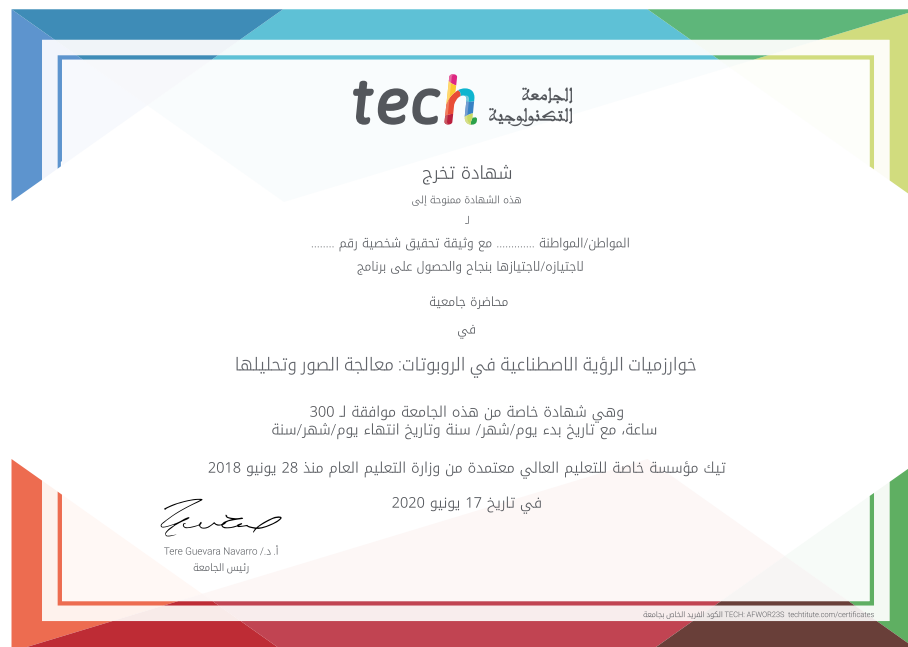 tech الجامعة
التكنولوجية
شهادة تخرج
هذه الشهادة ممنوحة إلى
لـ
المواطن/المواطنة ............. مع وثيقة تحقيق شخصية رقم ........
لاجتيازه/لاجتيازها بنجاح والحصول على برنامج
محاضرة جامعية
في
خوارزميات الرؤية الاصطناعية في الروبوتات: معالجة الصور وتحليلها
وهي شهادة خاصة من هذه الجامعة موافقة لـ 300
ساعة، مع تاريخ بدء يوم/شهر/ سنة وتاريخ انتهاء يوم/شهر/سنة
تيك مؤسسة خاصة للتعليم العالي معتمدة من وزارة التعليم العام منذ 28 يونيو 2018
في تاريخ 17 يونيو 2020
أ. د./ Tere Guevara Navarro
رئيس الجامعة
الكود الفريد الخاص بجامعة TECH: AFWOR23S techtitute.com/certificates